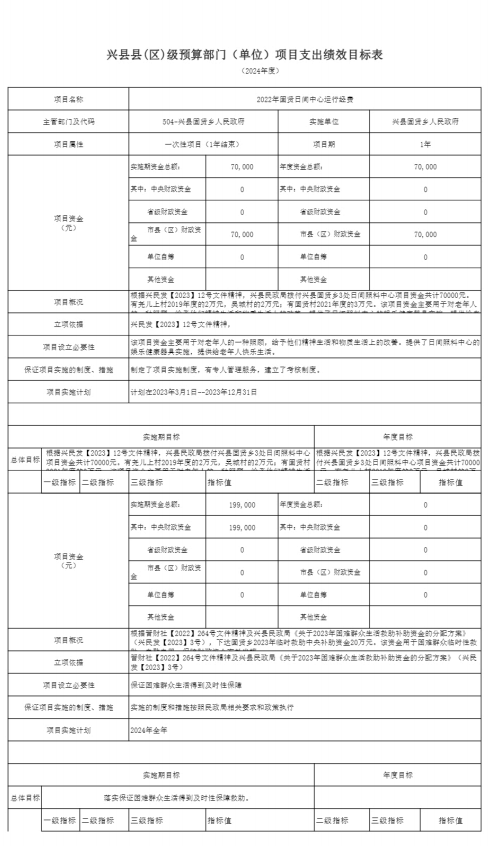 兴县县(区)级预算部门（单位）项目支出绩效目标表
（2024年度）
项目名称 2022年固贤日间中心运行经费
主管部门及代码 504-兴县固贤乡人民政府 实施单位 兴县固贤乡人民政府
项目属性 一次性项目（1年结束） 项目期 1年
项目资金
（元）
实施期资金总额： 70,000 年度资金总额： 70,000
其中：中央财政资金 0 其中：中央财政资金 0
省级财政资金 0 省级财政资金 0
市县（区）财政资金 70,000 市县（区）财政资金 70,000
单位自筹 0 单位自筹 0
其他资金 其他资金
项目概况
根据兴民发【2023】12号文件精神，兴县民政局拨付兴县固贤乡3处日间照料中心项目资金共计70000元。
有尧儿上村2019年度的2万元，吴城村的2万元；有固贤村2021年度的3万元。该项目资金主要用于对老年人
立项依据 兴民发【2023】12号文件精神，
项目设立必要性
该项目资金主要用于对老年人的一种照顾，给予他们精神生活和物质生活上的改善。提供了日间照料中心的
娱乐健康器具实施，提供给老年人快乐生活。
保证项目实施的制度、措施 制定了项目实施制度，有专人管理服务，建立了考核制度。
项目实施计划 计划在2023年3月1日--2023年12月31日
实施期目标 年度目标
总体目标
根据兴民发【2023】12号文件精神，兴县民政局拨付兴县固贤乡3处日间照料中心
项目资金共计70000元。有尧儿上村2019年度的2万元，吴城村的2万元；有固贤村
根据兴民发【2023】12号文件精神，兴县民政局拨
付兴县固贤乡3处日间照料中心项目资金共计70000
一级指标 二级指标 三级指标 指标值 二级指标 三级指标 指标值
项目资金
（元）
实施期资金总额： 199,000 年度资金总额： 0
其中：中央财政资金 199,000 其中：中央财政资金 0
省级财政资金 0 省级财政资金 0
市县（区）财政资金 0 市县（区）财政资金 0
单位自筹 0 单位自筹 0
其他资金 其他资金
项目概况
根据晋财社【2022】264号文件精神及兴县民政局《关于2023年困难群众生活救助补助资金的分配方案》
（兴民发【2023】3号），下达固贤乡2023年临时救助中央补助资金20万元。该资金用于困难群众临时性救
立项依据
晋财社【2022】264号文件精神及兴县民政局《关于2023年困难群众生活救助补助资金的分配方案》（兴民
发【2023】3号）
项目设立必要性 保证困难群众生活得到及时性保障
保证项目实施的制度、措施 实施的制度和措施按照民政局相关要求和政策执行
项目实施计划 2024年全年
实施期目标 年度目标
总体目标 落实保证困难群众生活得到及时性保障救助。
一级指标 二级指标 三级指标 指标值 二级指标 三级指标 指标值